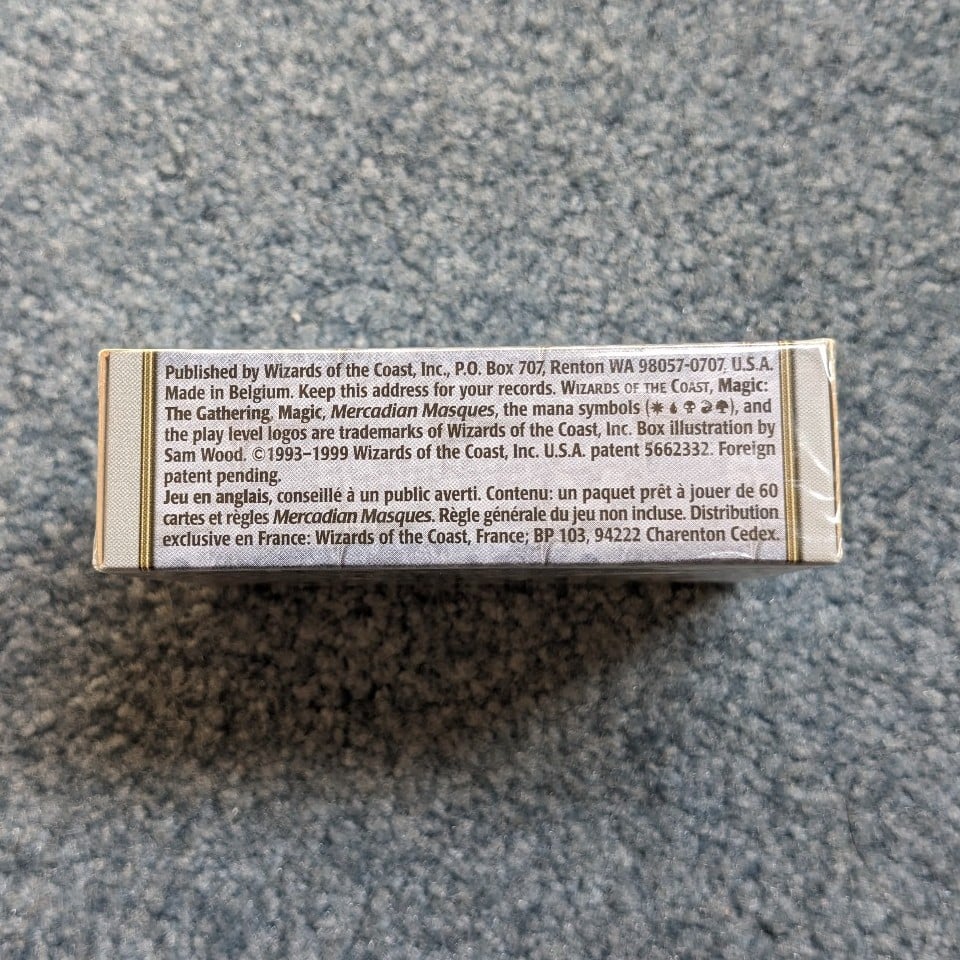 Published by Wizards of the Coast, Inc., P.O. Box 707, Renton WA 98057-0707, U.S.A.
Made in Belgium. Keep this address for your records. WIZARDS OF THE COAST, Magic:
The Gathering, Magic, Mercadian Masques, the mana symbols (), and
the play level logos are trademarks of Wizards of the Coast, Inc. Box illustration by
Sam Wood. ©1993–1999 Wizards of the Coast, Inc. U.S.A. patent 5662332. Foreign
patent pending.
Jeu en anglais, conseillé à un public averti. Contenu: un paquet prêt à jouer de 60
cartes et règles Mercadian Masques. Règle générale du jeu non incluse. Distribution
exclusive en France: Wizards of the Coast, France; BP 103, 94222 Charenton Cedex.